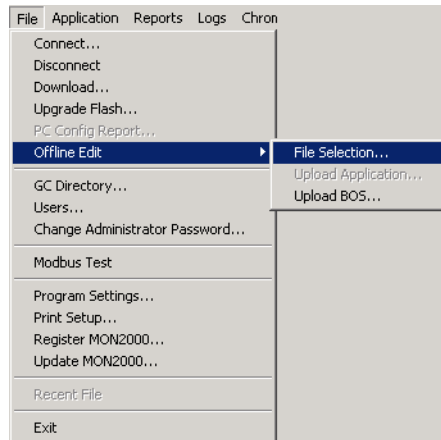 File Application Reports Logs Chron
Connect...
Disconnect
Download...
Upgrade Flash...
PC Config Report...
Offline Edit
File Selection...
Upload Application...
Upload BOS...
GC Directory...
Users...
Change Administrator Password...
Modbus Test
Program Settings...
Print Setup...
Register MON2000...
Update MON2000...
Recent File
Exit